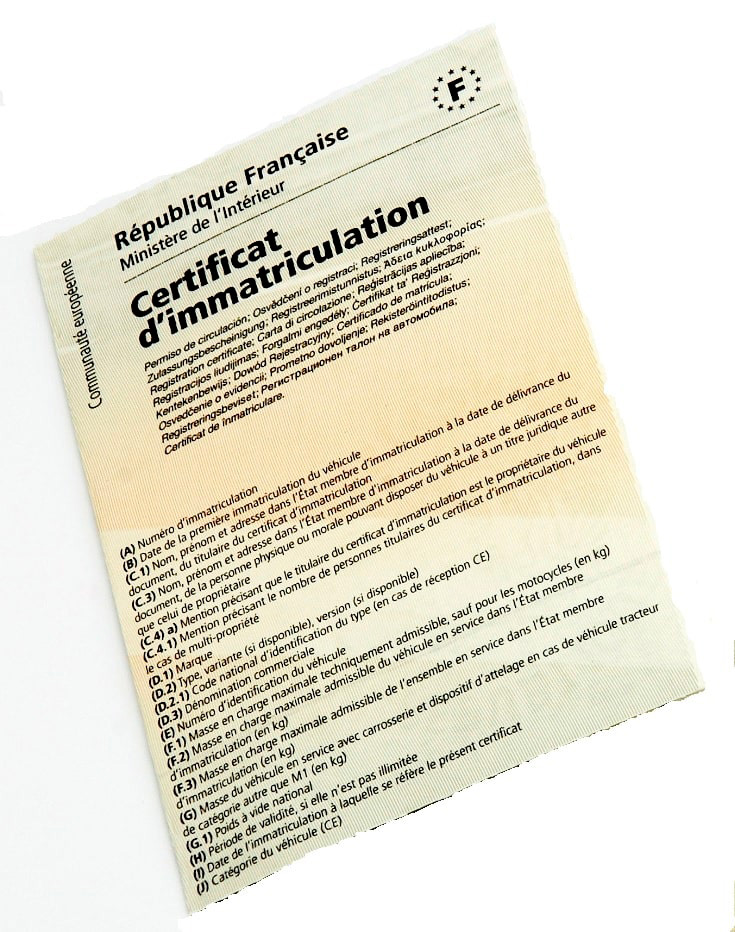 Communauté européenne
F
République Française
Ministère de l'Intérieur
Certificat
d'immatriculation
Permiso de circulación; Osvědčení o registraci; Registreringsattest;
Zulassungsbescheinigung; Registreerimistunnistus; Άδεια κυκλοφορίας;
Registration certificate; Carta di circolazione; Reģistrācijas apliecība;
Registracijos liudijimas; Forgalmi engedély; Ċertifikat ta' Reġistrazzjoni;
Kentekenbewijs; Dowód Rejestracyjny; Certificado de matrícula;
Osvedčenie o evidencii; Prometno dovoljenje; Rekisteröintitodistus;
Registreringsbeviset; Регистрационен талон на автомобила;
Certificat de înmatriculare.
(A) Numéro d'immatriculation
(B) Date de la première immatriculation du véhicule
(C.1) Nom, prénom et adresse dans l'État membre d'immatriculation à la date de délivrance du
document, du titulaire du certificat d'immatriculation
(C.3) Nom, prénom et adresse dans l'État membre d'immatriculation à la date de délivrance du
document, de la personne physique ou morale pouvant disposer du véhicule à un titre juridique autre
que celui de propriétaire
(C.4) a) Mention précisant que le titulaire du certificat d'immatriculation est le propriétaire du véhicule
(C.4.1) Mention précisant le nombre de personnes titulaires du certificat d'immatriculation, dans
le cas de multi-propriété
(D.1) Marque
(D.2) Type, variante (si disponible), version (si disponible)
(D.2.1) Code national d'identification du type (en cas de réception CE)
(D.3) Dénomination commerciale
(E) Numéro d'identification du véhicule
(F.1) Masse en charge maximale techniquement admissible, sauf pour les motocycles (en kg)
(F.2) Masse en charge maximale admissible du véhicule en service dans l'État membre
d'immatriculation (en kg)
(F.3) Masse en charge maximale admissible de l'ensemble en service dans l'État membre
d'immatriculation (en kg)
(G) Masse du véhicule en service avec carrosserie et dispositif d'attelage en cas de véhicule tracteur
de catégorie autre que M1 (en kg)
(G.1) Poids à vide national
(H) Période de validité, si elle n'est pas illimitée
(I) Date de l'immatriculation à laquelle se réfère le présent certificat
(J) Catégorie du véhicule (CE)